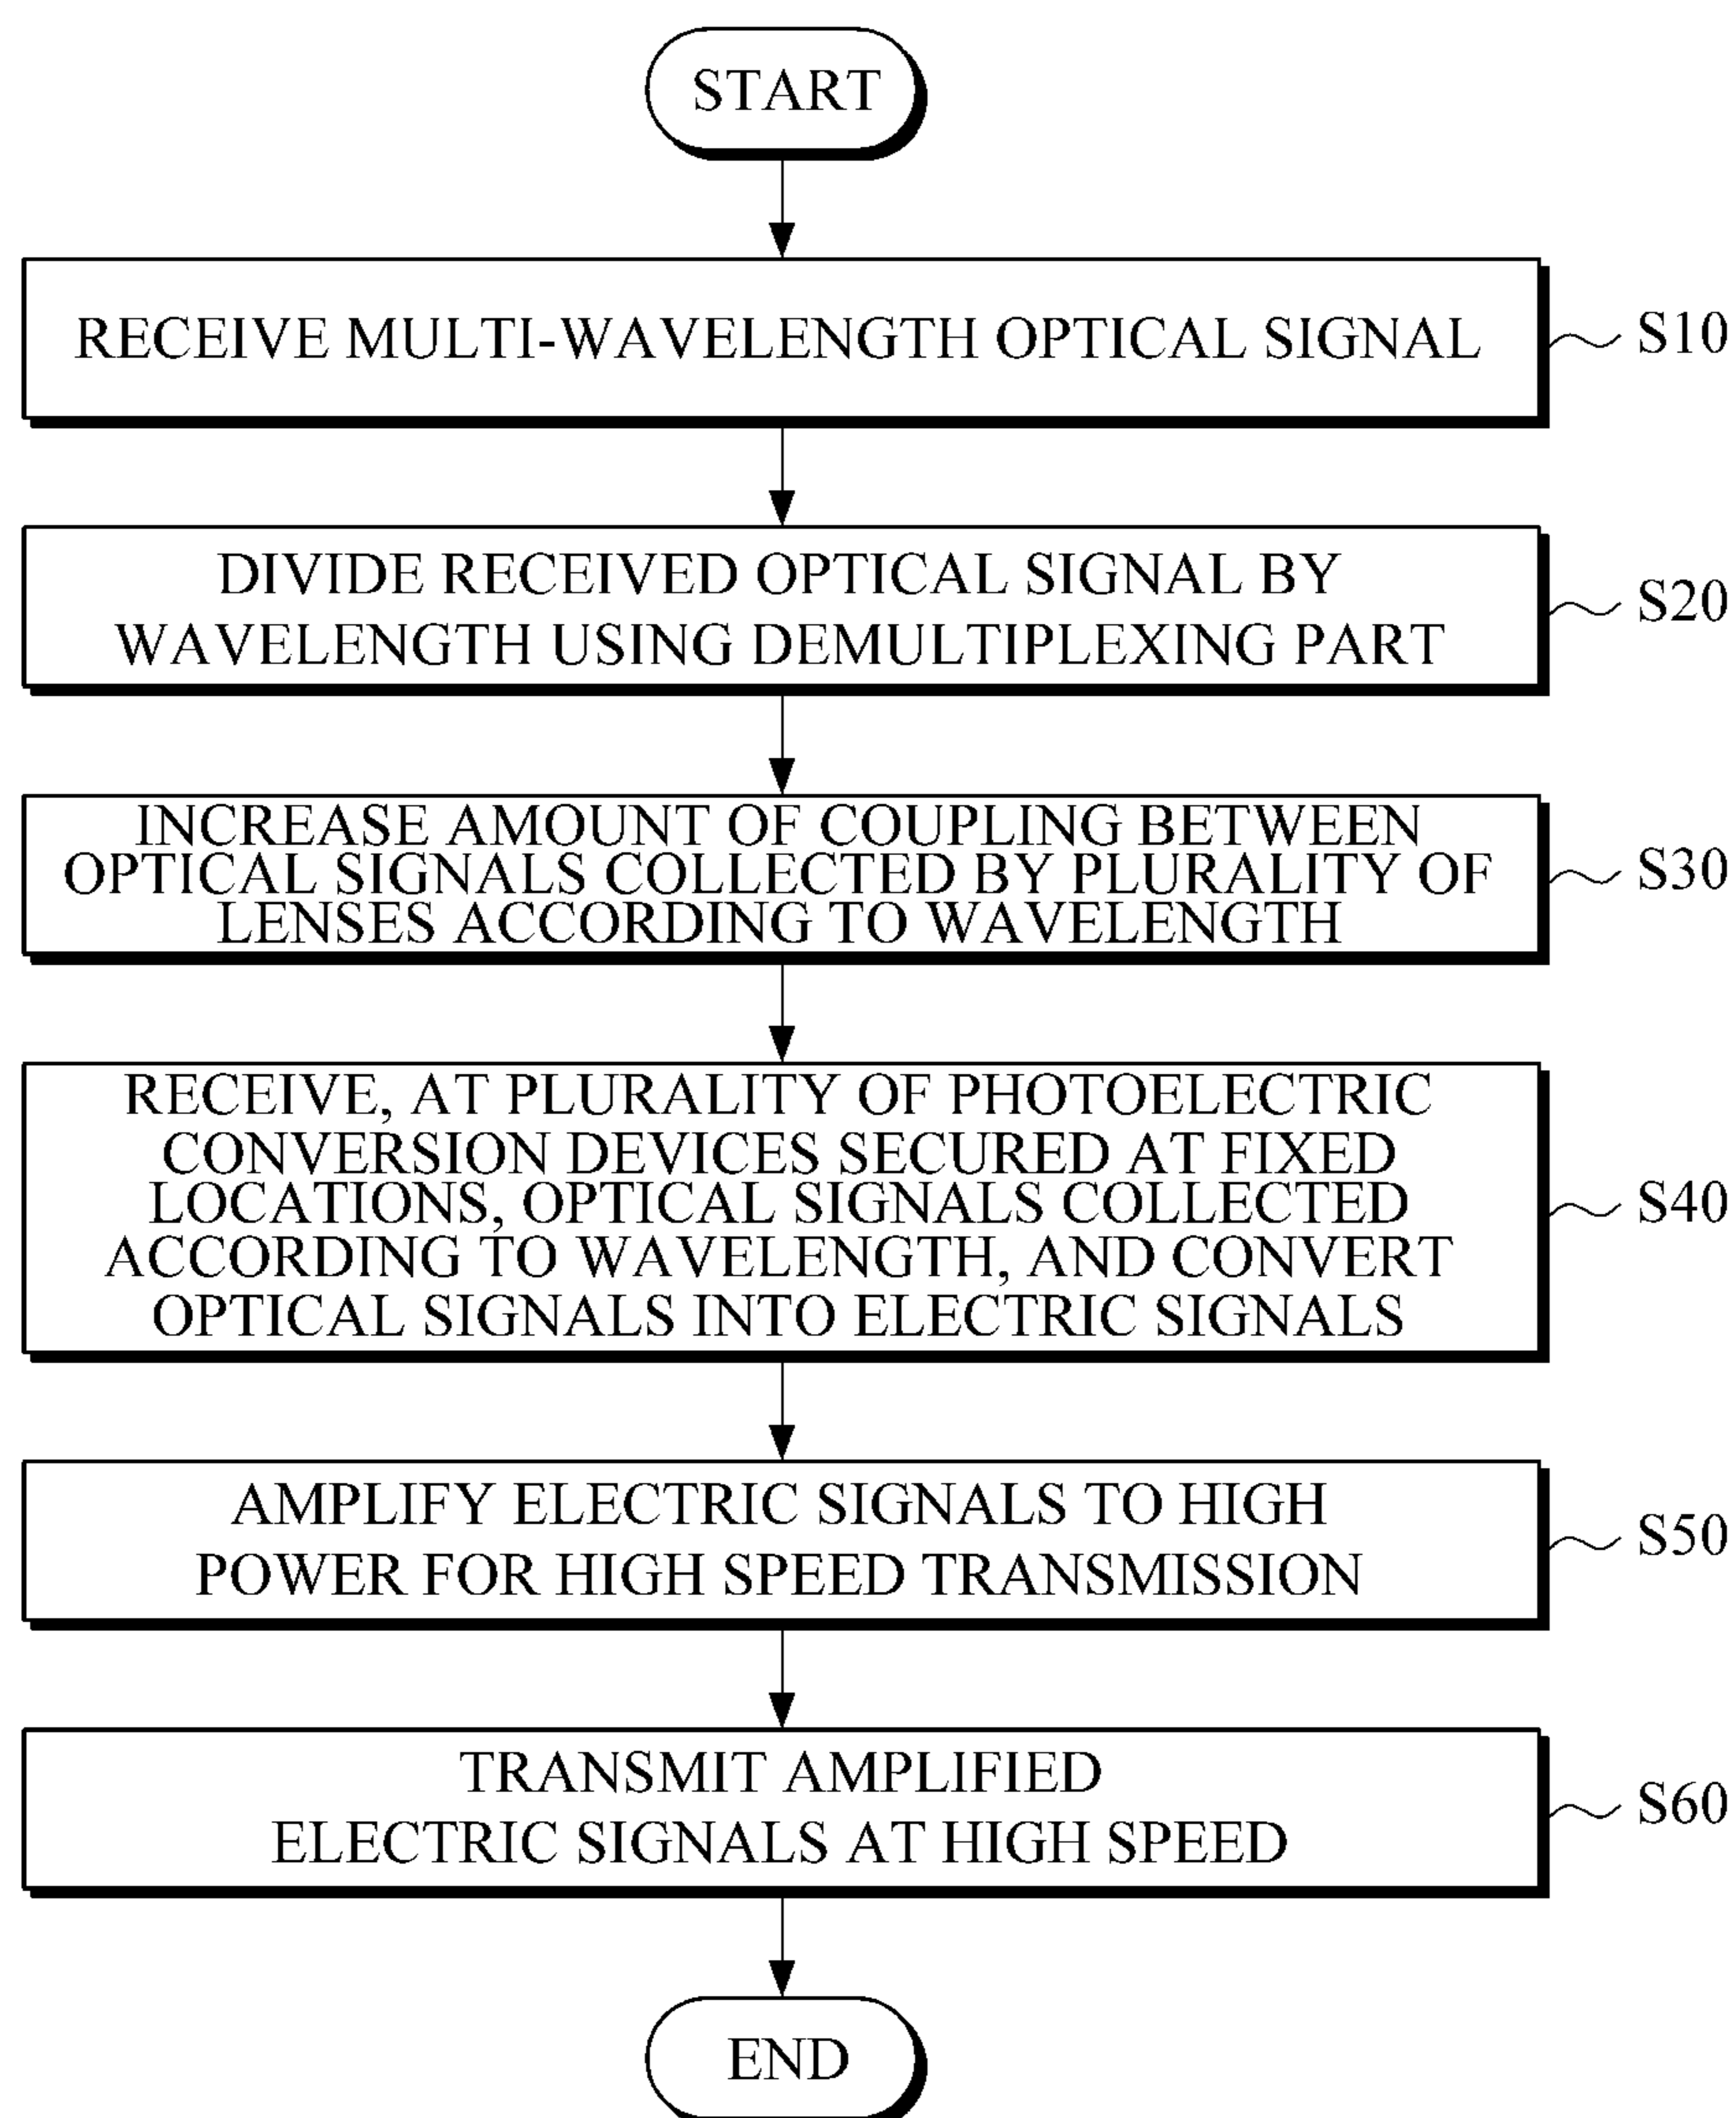 START
RECEIVE MULTI-WAVELENGTH OPTICAL SIGNAL
S10
DIVIDE RECEIVED OPTICAL SIGNAL BY
WAVELENGTH USING DEMULTIPLEXING PART
S20
INCREASE AMOUNT OF COUPLING BETWEEN
OPTICAL SIGNALS COLLECTED BY PLURALITY OF
LENSES ACCORDING TO WAVELENGTH
S30
RECEIVE, AT PLURALITY OF PHOTOELECTRIC
CONVERSION DEVICES SECURED AT FIXED
LOCATIONS, OPTICAL SIGNALS COLLECTED
ACCORDING TO WAVELENGTH, AND CONVERT
OPTICAL SIGNALS INTO ELECTRIC SIGNALS
S40
AMPLIFY ELECTRIC SIGNALS TO HIGH
POWER FOR HIGH SPEED TRANSMISSION
S50
TRANSMIT AMPLIFIED
ELECTRIC SIGNALS AT HIGH SPEED
S60
END